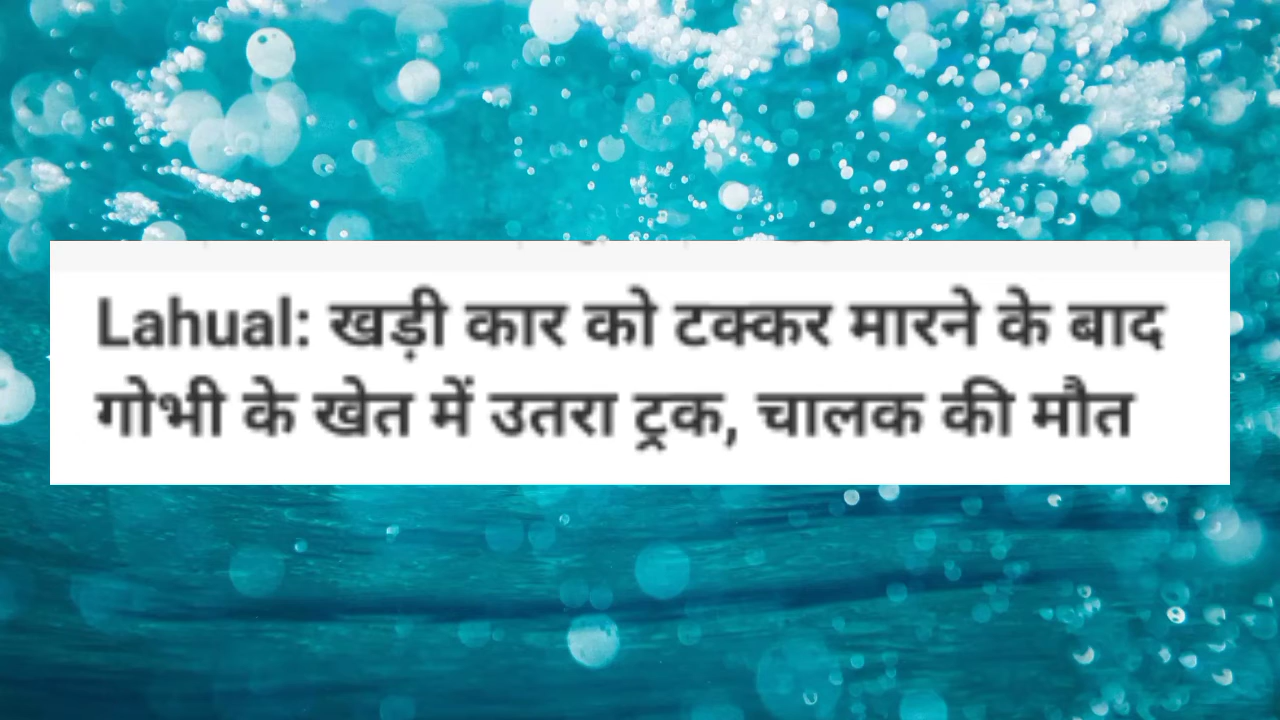 Lahual: खड़ी कार को टक्कर मारने के बाद
गोभी के खेत में उतरा ट्रक, चालक की मौत